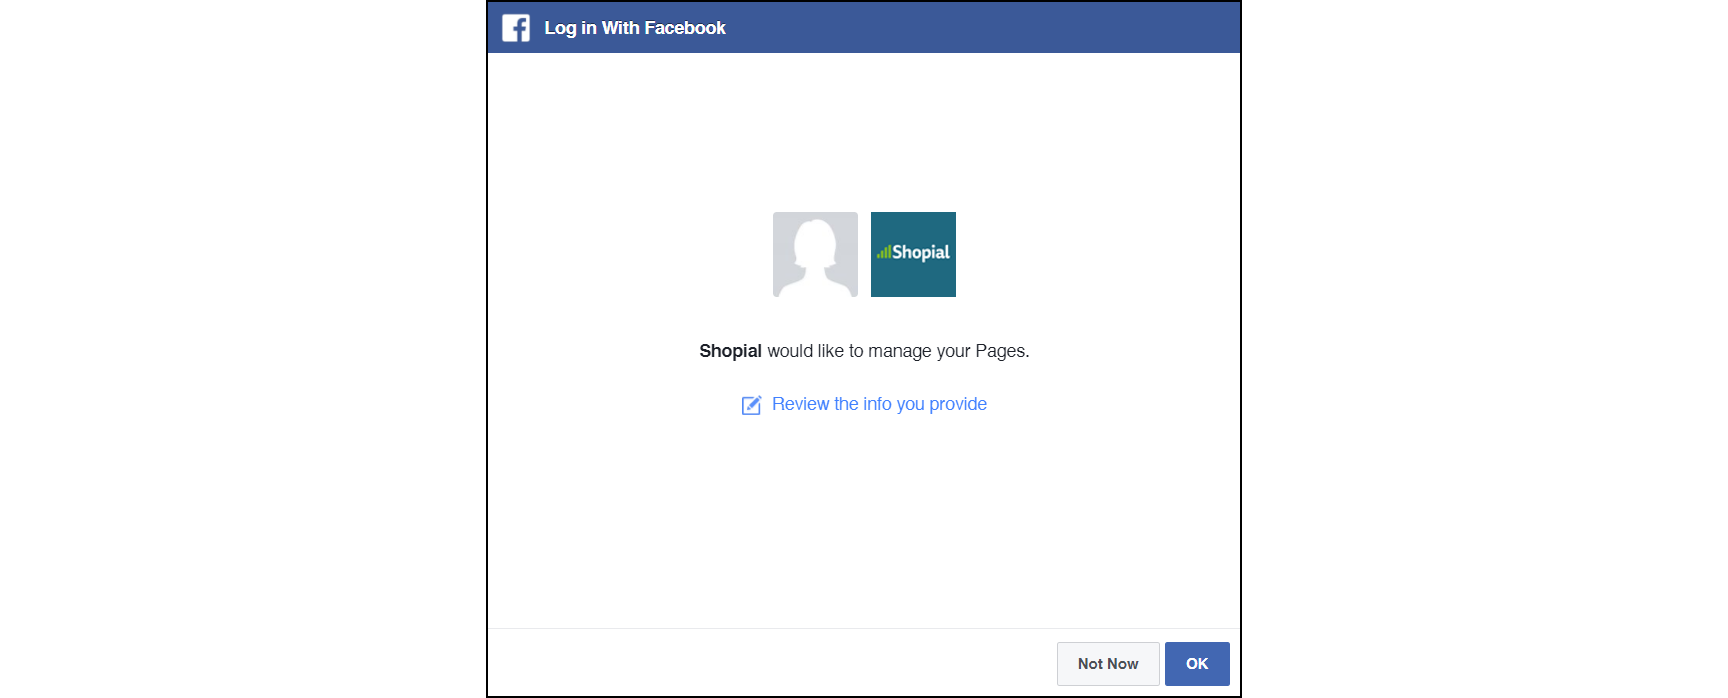 Log in With Facebook
Shopial
Shopial would like to manage your Pages.
Review the info you provide
Not Now
OK